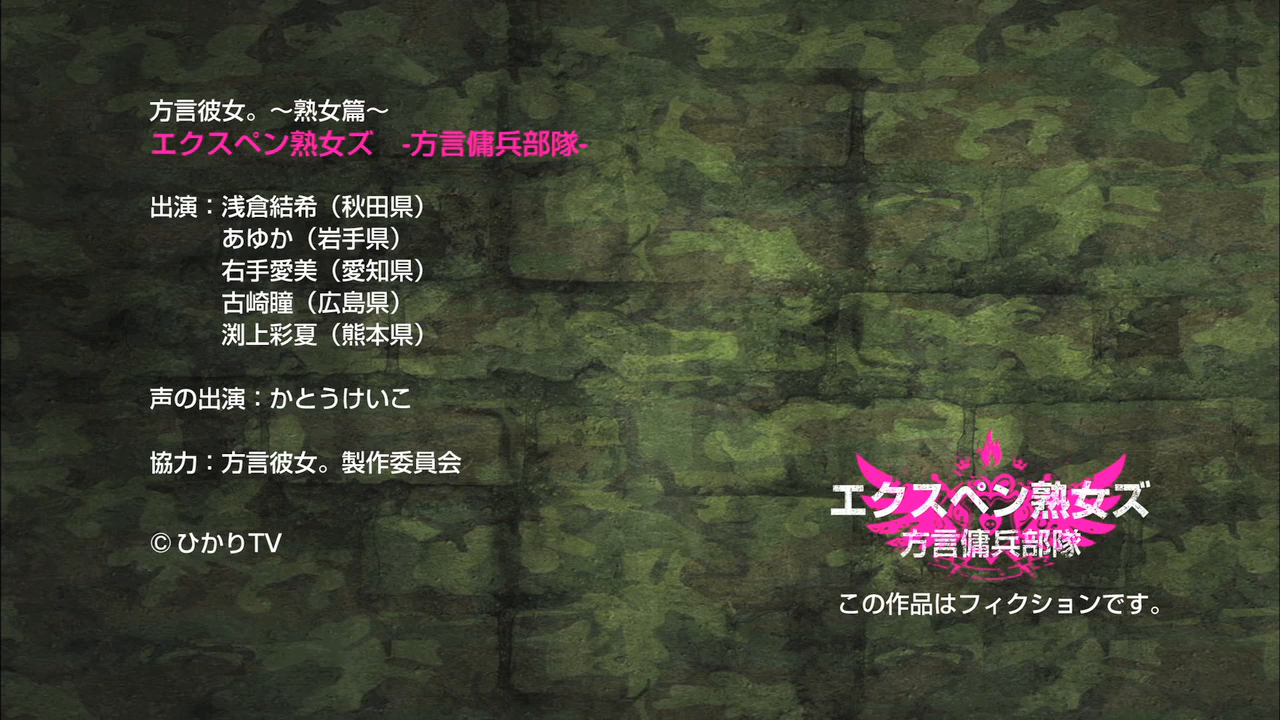 方言彼女。～熟女篇～
エクスペン熟女ズ　-方言傭兵部隊-
出演：浅倉結希（秋田県）
あゆか（岩手県）
右手愛美（愛知県）
古崎瞳（広島県）
渕上彩夏（熊本県）
声の出演：かとうけいこ
協力：方言彼女。製作委員会
© ひかりTV
エクスペン熟女ズ
方言傭兵部隊
この作品はフィクションです。